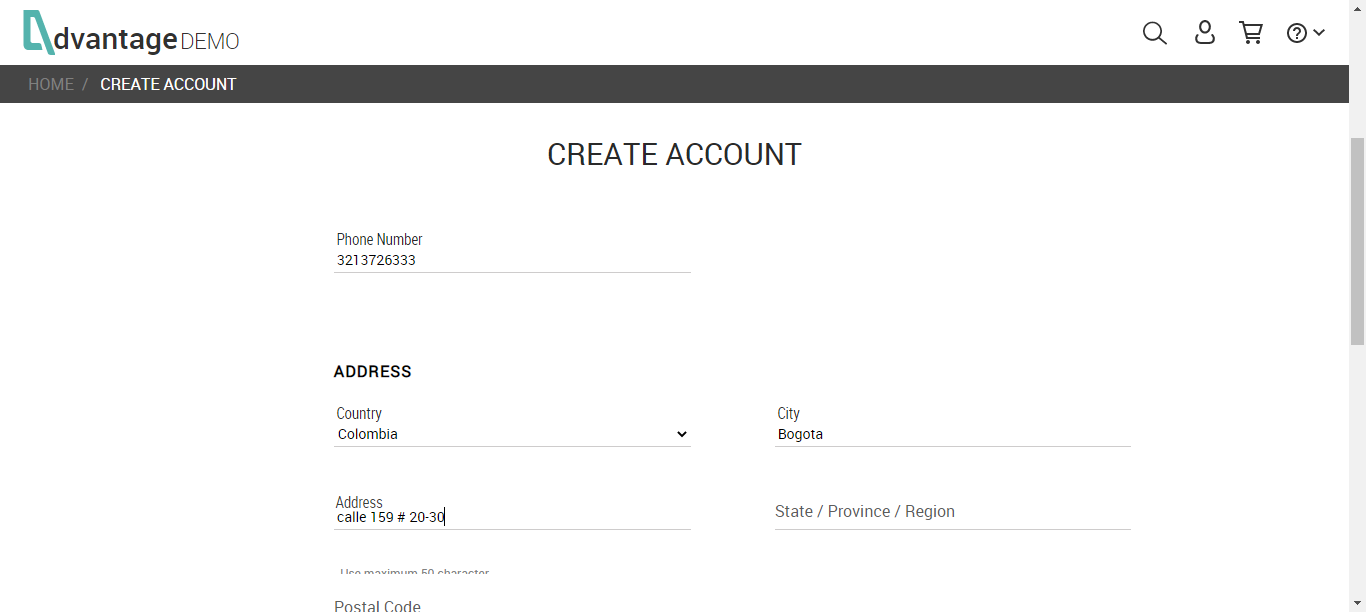 dvantage DEMO
HOME / CREATE ACCOUNT
CREATE ACCOUNT
Phone Number
3213726333
ADDRESS
Country
Colombia
City
Bogota
Address
calle 159 # 20-30
State / Province / Region
Use maximum 50 character
Postal Code